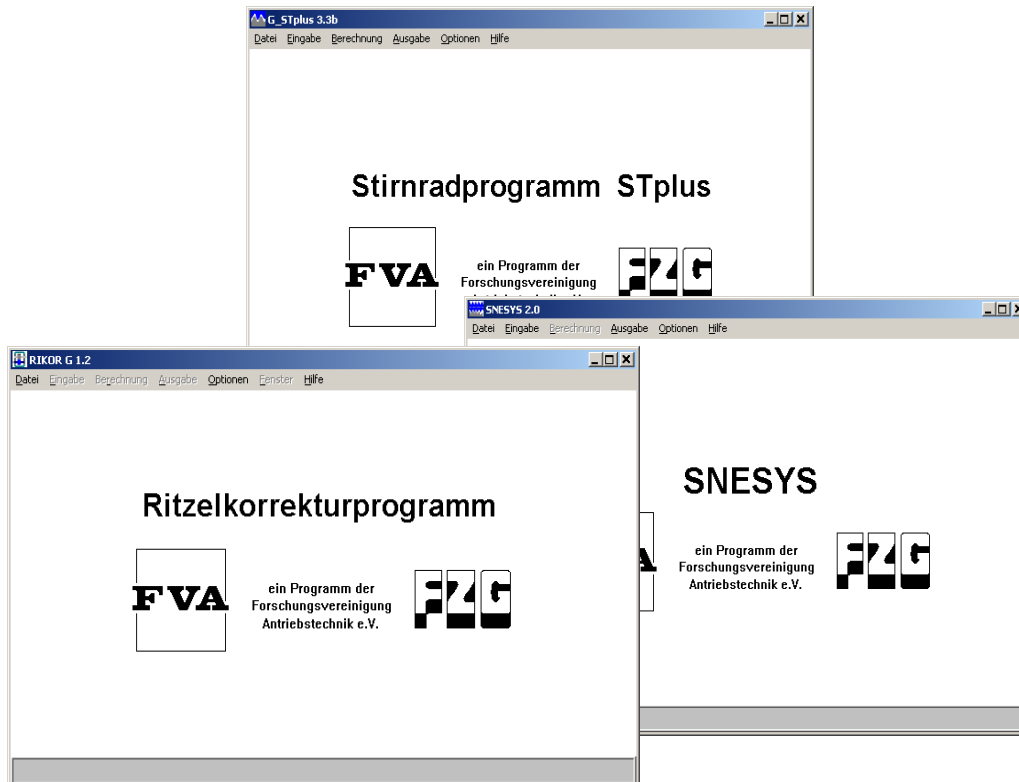 G_STplus 3.3b
Datei Eingabe Berechnung Ausgabe Optionen Hilfe
Stirnradprogramm STplus
FVA
ein Programm der
Forschungsvereinigung
FZG
SNESYS 2.0
Datei Eingabe Berechnung Ausgabe Optionen Hilfe
SNESYS
A
ein Programm der
Forschungsvereinigung
Antriebstechnik e.V.
FZG
RIKOR G 1.2
Datei Eingabe Berechnung Ausgabe Optionen Fenster Hilfe
Ritzelkorrekturprogramm
FVA
ein Programm der
Forschungsvereinigung
Antriebstechnik e.V.
FZG